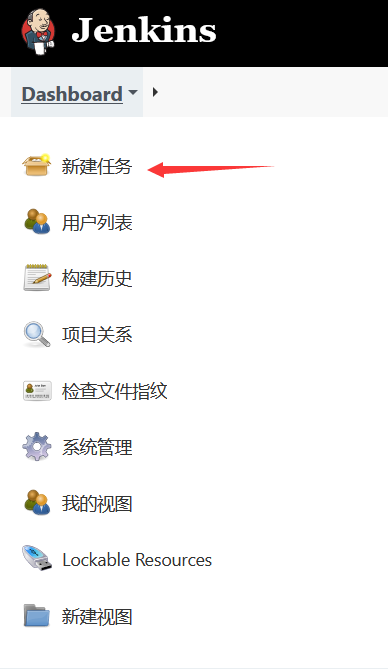 Jenkins
Dashboard
新建任务
用户列表
构建历史
项目关系
检查文件指纹
系统管理
我的视图
Lockable Resources
新建视图